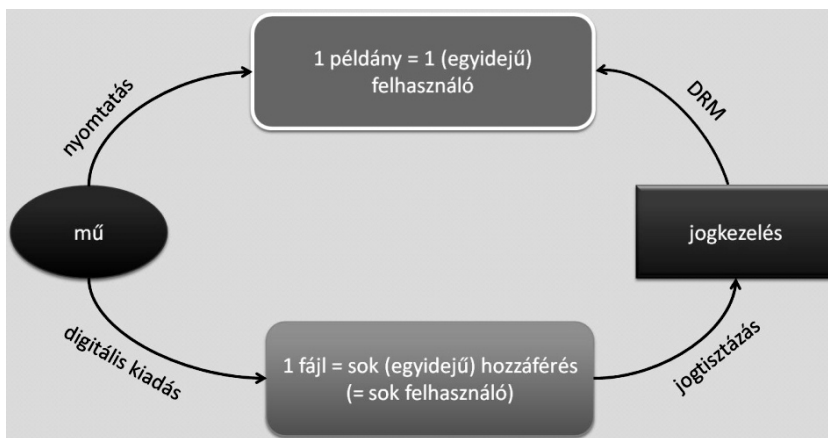 1 példány = 1 (egyidejű)
felhasználó
nyomtatás
DRM
mű
jogkezelés
digitális kiadás
1 fájl = sok (egyidejű) hozzáférés
(= sok felhasználó)
jogtisztázás